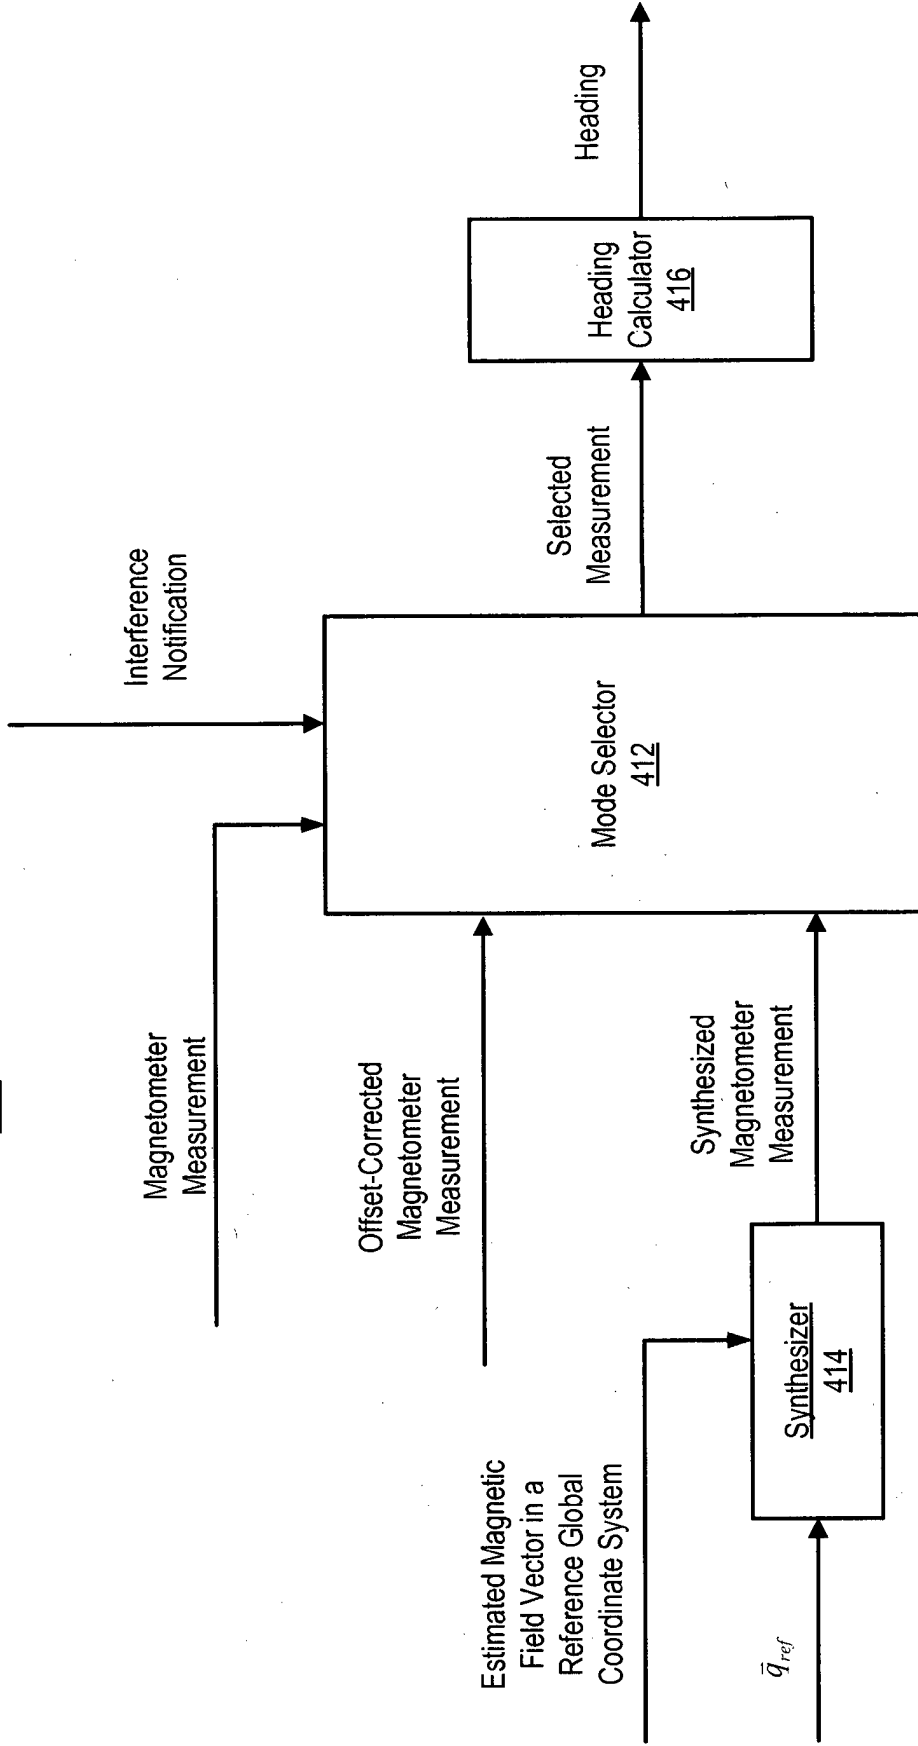 Interference
Notification
Magnetometer
Measurement
Offset-Corrected
Magnetometer
Measurement
Estimated Magnetic
Field Vector in a
Reference Global
Coordinate System
q̄ref
Synthesizer
414
Synthesized
Magnetometer
Measurement
Mode Selector
412
Selected
Measurement
Heading
Calculator
416
Heading